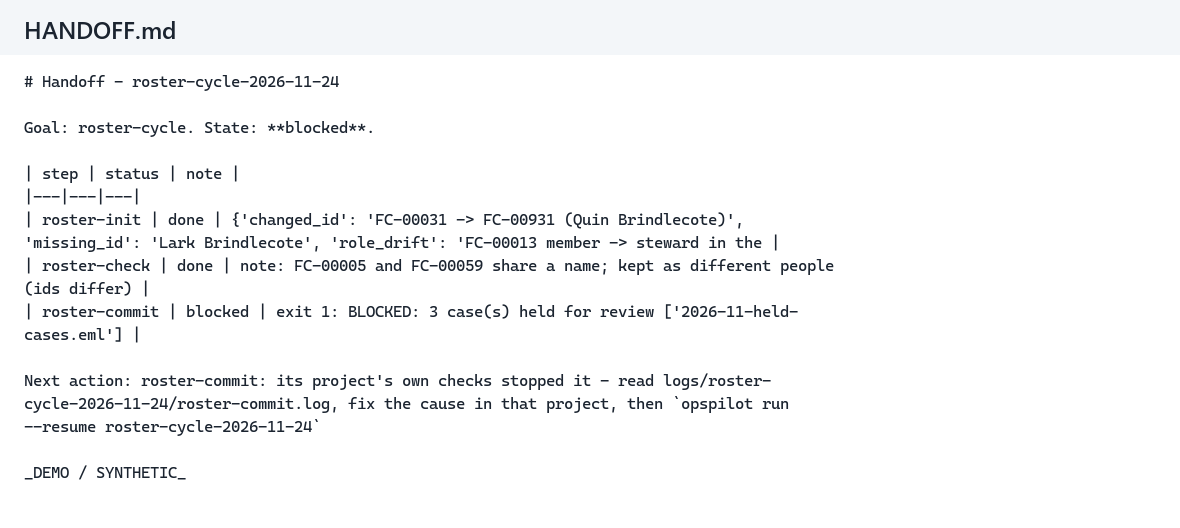 HANDOFF.md
# Handoff — roster-cycle-2026-11-24
Goal: roster-cycle. State: **blocked**.
| step | status | note |
|---|---|---|
| roster-init | done | {'changed_id': 'FC-00031 -> FC-00931 (Quin Brindlecote)',
'missing_id': 'Lark Brindlecote', 'role_drift': 'FC-00013 member -> steward in the |
| roster-check | done | note: FC-00005 and FC-00059 share a name; kept as different people
(ids differ) |
| roster-commit | blocked | exit 1: BLOCKED: 3 case(s) held for review ['2026-11-held-
cases.eml'] |
Next action: roster-commit: its project's own checks stopped it — read logs/roster-
cycle-2026-11-24/roster-commit.log, fix the cause in that project, then `opspilot run
--resume roster-cycle-2026-11-24`
_DEMO / SYNTHETIC_